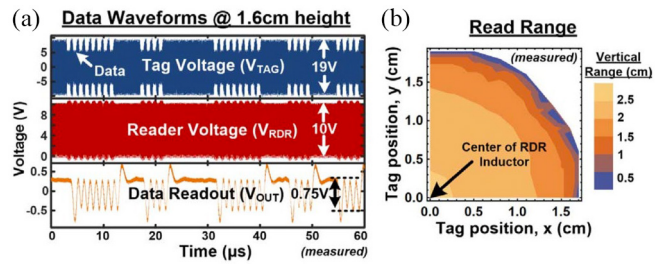 (a)
Data Waveforms @ 1.6cm height
Voltage (V)
10
5
0
-5
-10
Data
Tag Voltage (VTAG)
19V
10
5
0
Reader Voltage (VRDR)
10V
0.5
0.0
-0.5
Data Readout (VOUT) 0.75V
0 10 20 30 40 50 60
Time (μs)
(measured)
(b)
Read Range
(measured)
Tag position, y (cm)
1.5
1.0
0.5
0.0
Center of RDR
Inductor
0.0 0.5 1.0 1.5
Tag position, x (cm)
Vertical
Range (cm)
2.5
2
1.5
1
0.5